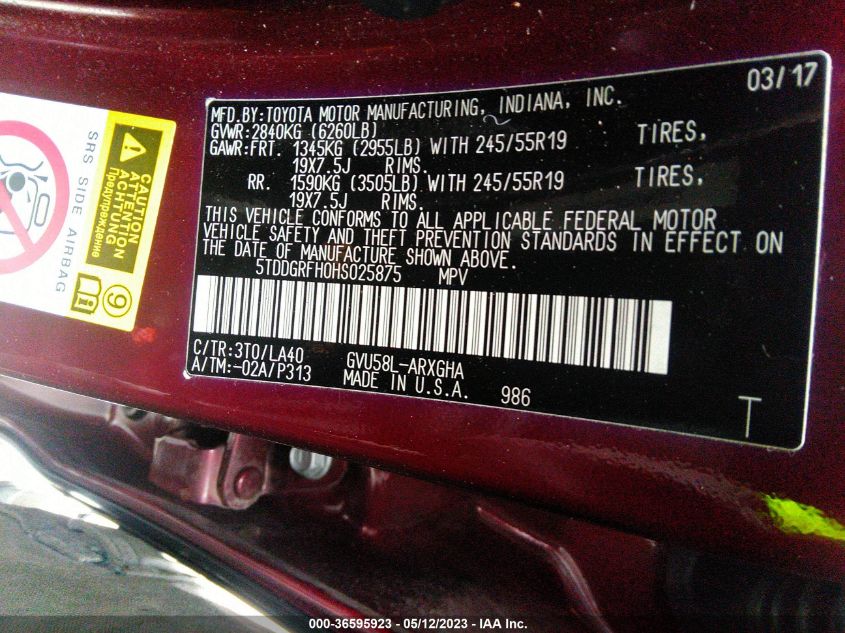 03/17
MFD.BY:TOYOTA MOTOR MANUFACTURING, INDIANA, INC.
GVWR:2840KG (6260LB)
GAWR:FRT. 1345KG (2955LB) WITH 245/55R19 TIRES,
19X7.5J RIMS.
RR. 1590KG (3505LB) WITH 245/55R19 TIRES,
19X7.5J RIMS.
THIS VEHICLE CONFORMS TO ALL APPLICABLE FEDERAL MOTOR
VEHICLE SAFETY AND THEFT PREVENTION STANDARDS IN EFFECT ON
THE DATE OF MANUFACTURE SHOWN ABOVE.
5TDDGRFH0HS025875 MPV
C/TR:3T0/LA40 GVU58L-ARXGHA
A/TM:-02A/P313 MADE IN U.S.A. 986
T
SRS SIDE AIRBAG
CAUTION
ATTENTION
ACHTUNG
Предупреждение
9
000-36595923 - 05/12/2023 - IAA Inc.